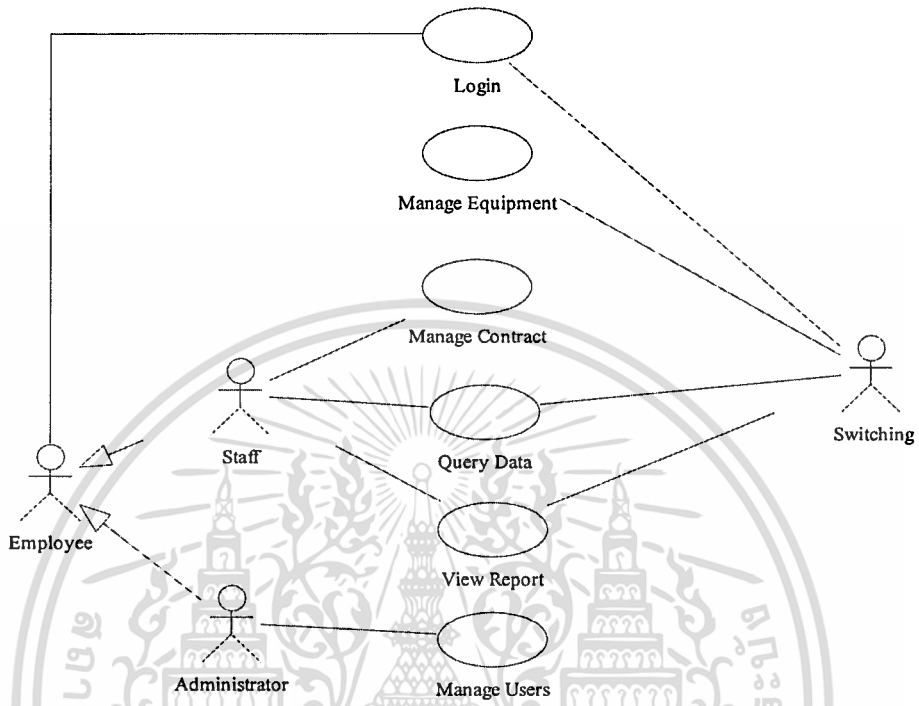 Login
Manage Equipment
Manage Contract
Switching
Staff
Query Data
Employee
View Report
Administrator
Manage Users